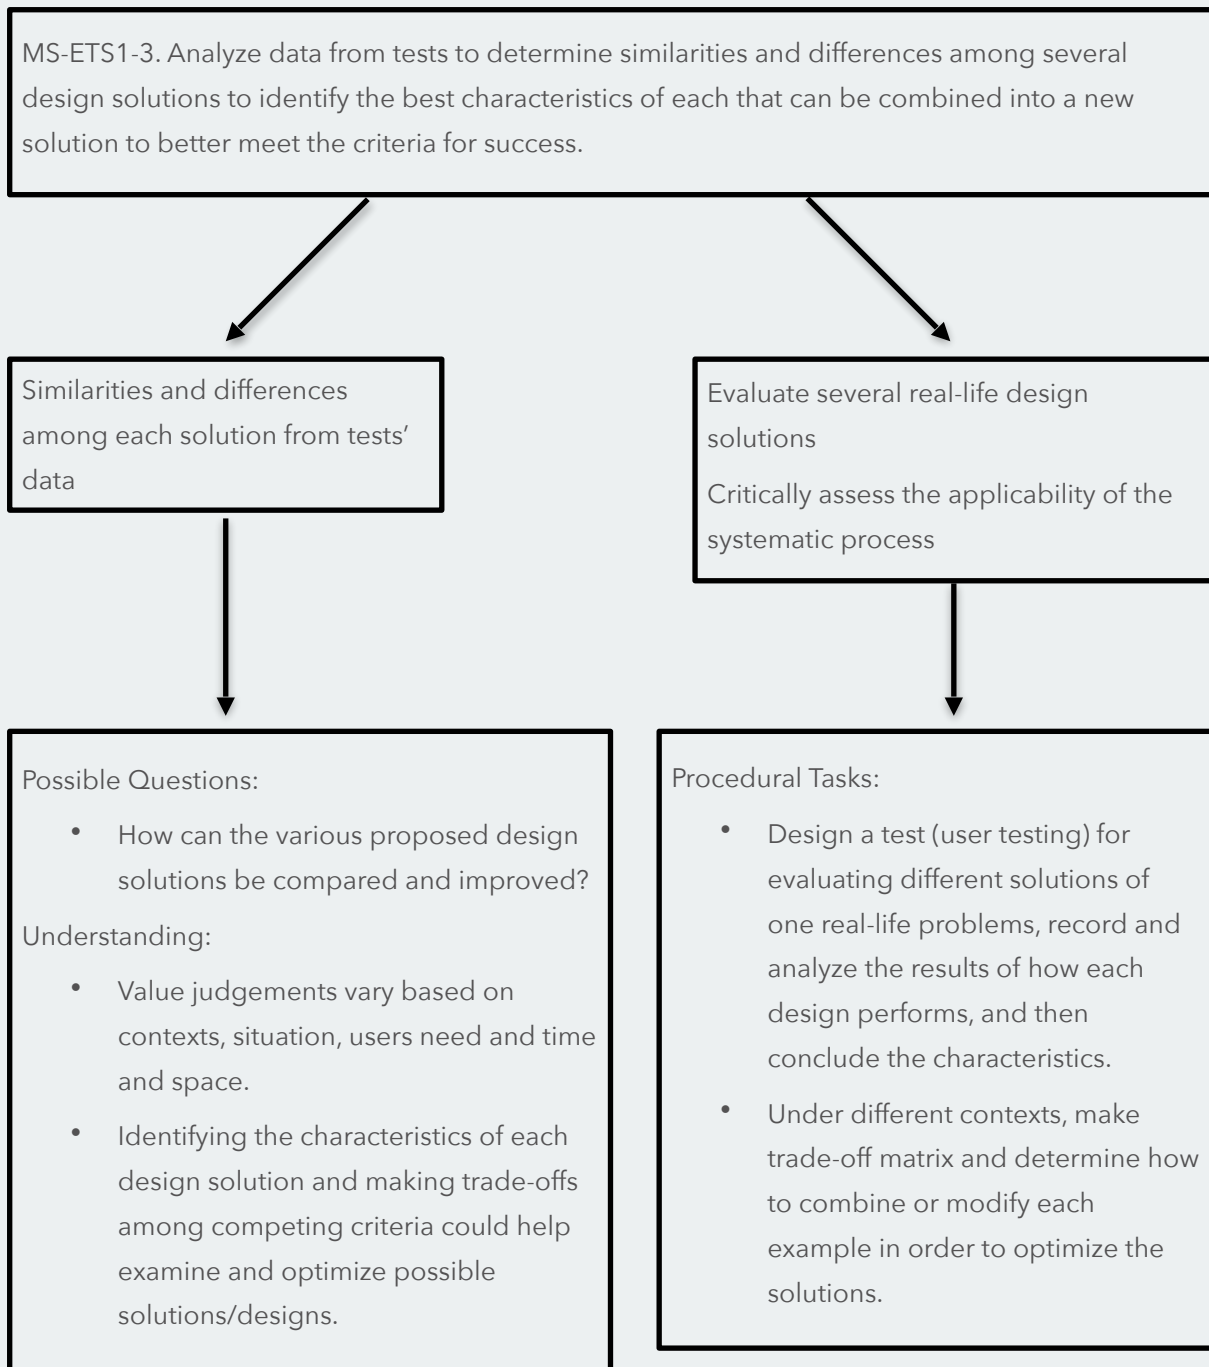 MS-ETS1-3. Analyze data from tests to determine similarities and differences among several
design solutions to identify the best characteristics of each that can be combined into a new
solution to better meet the criteria for success.
Similarities and differences
among each solution from tests’
data
Evaluate several real-life design
solutions
Critically assess the applicability of the
systematic process
Possible Questions:
• How can the various proposed design
solutions be compared and improved?
Understanding:
• Value judgements vary based on
contexts, situation, users need and time
and space.
• Identifying the characteristics of each
design solution and making trade-offs
among competing criteria could help
examine and optimize possible
solutions/designs.
Procedural Tasks:
• Design a test (user testing) for
evaluating different solutions of
one real-life problems, record and
analyze the results of how each
design performs, and then
conclude the characteristics.
• Under different contexts, make
trade-off matrix and determine how
to combine or modify each
example in order to optimize the
solutions.